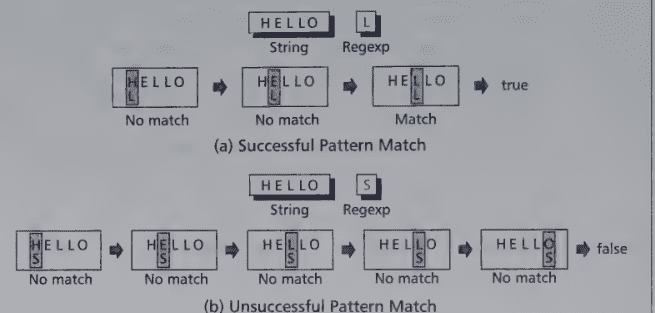 HELLO L
String Regexp
HELLO HELLO HELLO true
L L L
No match No match Match
(a) Successful Pattern Match
HELLO S
String Regexp
HELLO HELLO HELLO HELLO HELLO false
S S S S S
No match No match No match No match No match
(b) Unsuccessful Pattern Match